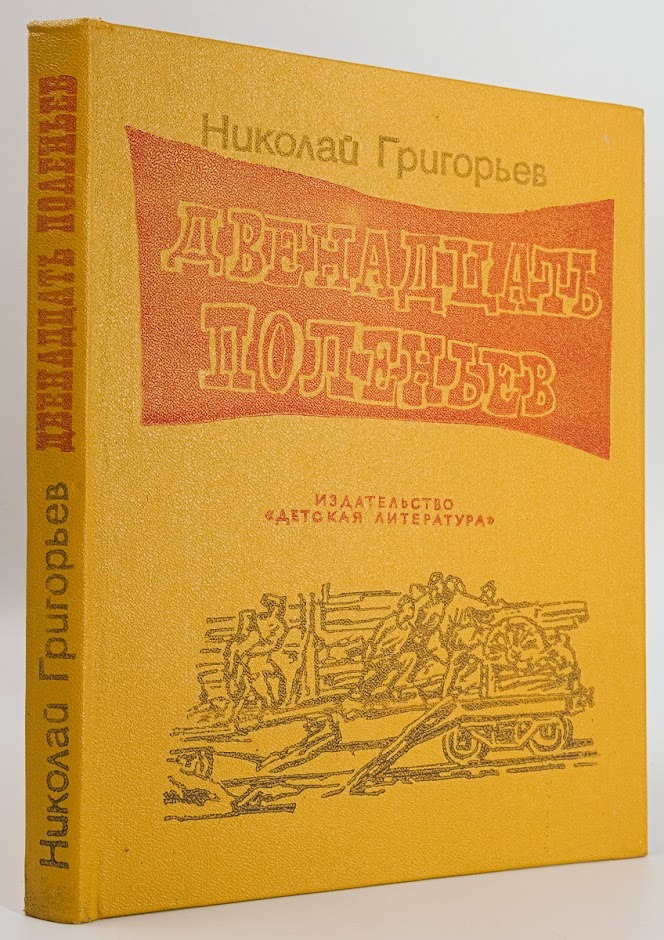 Николай Григорьев
ДВЕНАДЦАТЬ
ПОЛЕНЬЕВ
ИЗДАТЕЛЬСТВО
«ДЕТСКАЯ ЛИТЕРАТУРА»
Николай Григорьев ДВЕНАДЦАТЬ ПОЛЕНЬЕВ